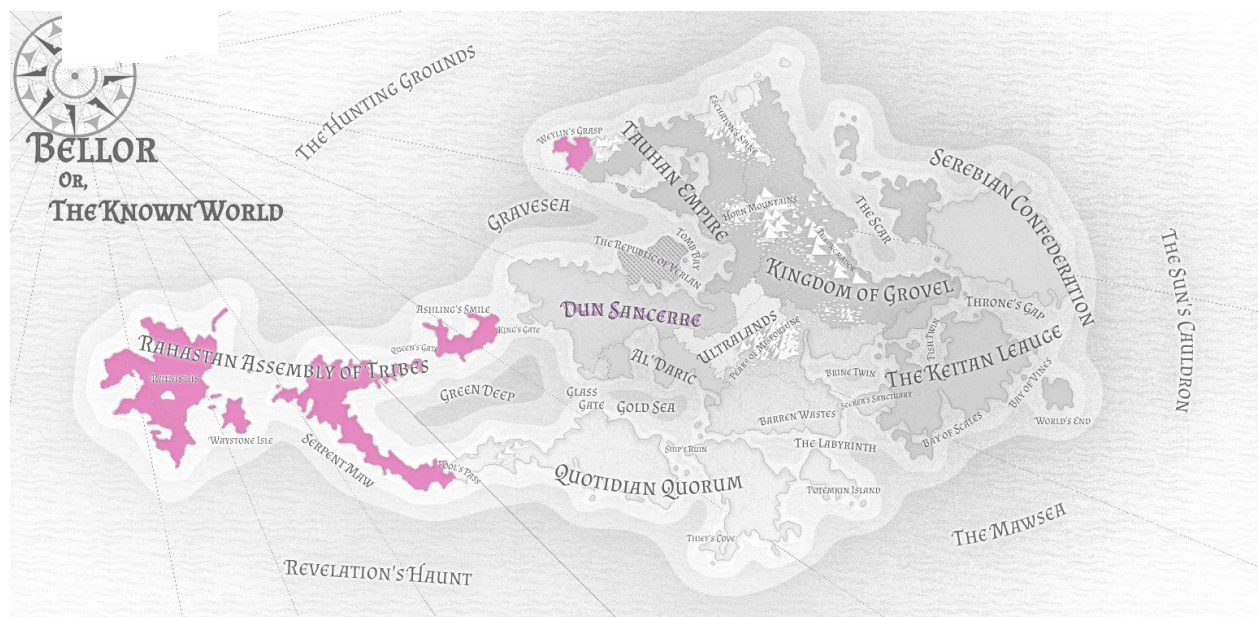 Bellor
Or,
The Known World
The Hunting Grounds
Weylin's Grasp
Eschaton's Spike
Tauhan Empire
Horn Mountains
Serebian Confederation
The Scar
Gravesea
The Republic of Verlan
Tomb Bay
Kingdom of Grovel
The Sun's Cauldron
Throne's Gap
Dun Sancerre
Ashling's Smile
King's Gate
Queen's Gate
Ultralands
Peaks of Misfortune
Fish Twin
Rahastan Assembly of Tribes
Al'Daric
Brine Twin
The Keitan Leauge
Green Deep
Glass
Gate
Gold Sea
Seeker's Sanctuary
Bay of Vines
Barren Wastes
World's End
Waystone Isle
Serpent Maw
Bay of Scales
The Labyrinth
Ship's Ruin
Fool's Pass
Quotidian Quorum
Potemkin Island
Thief's Cove
The Mawsea
Revelation's Haunt